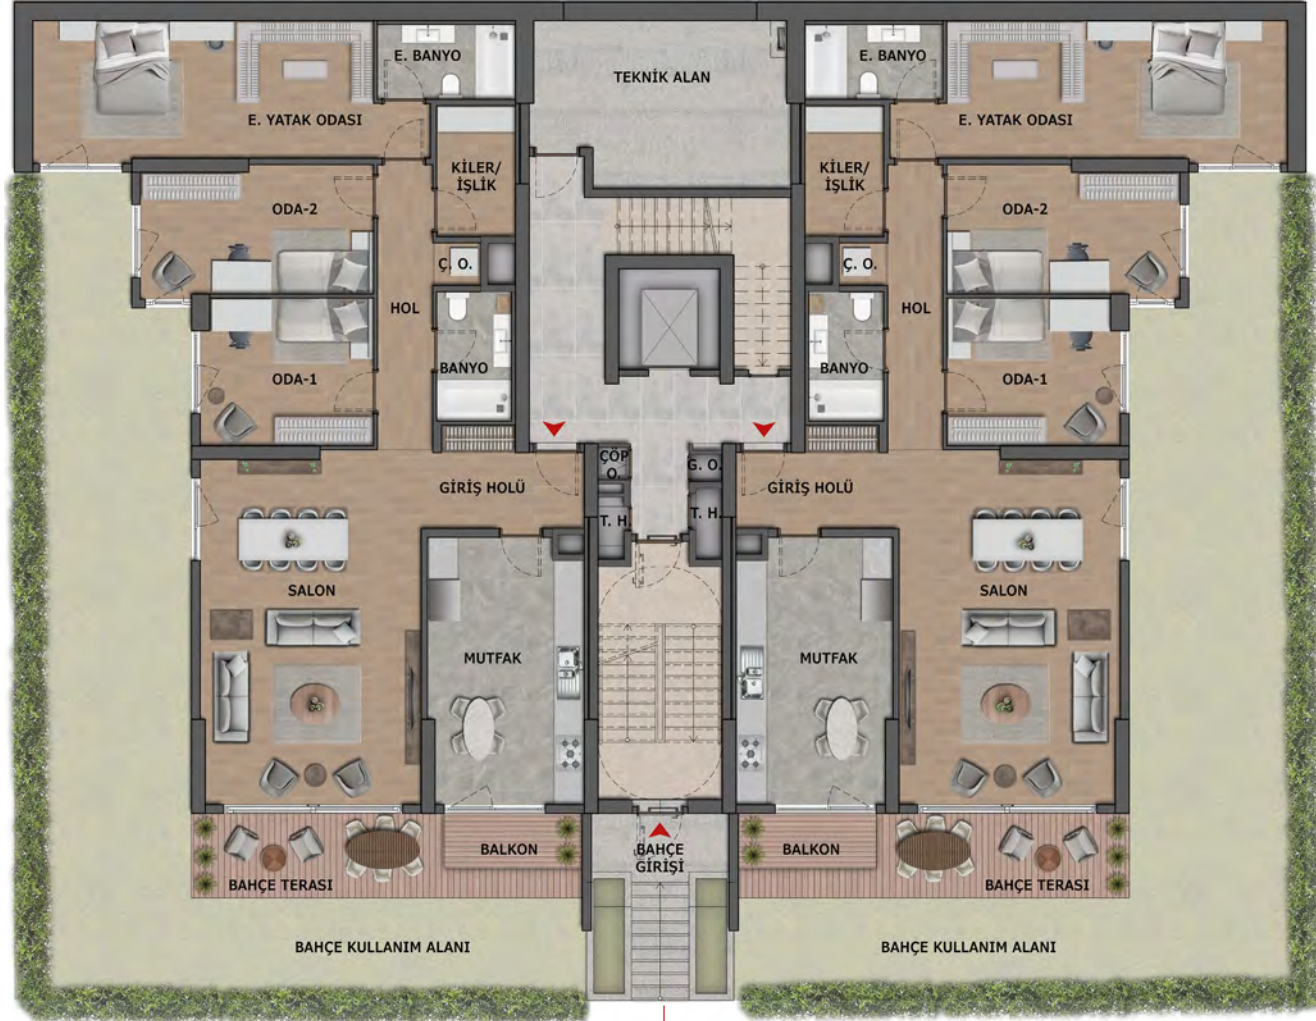 E. BANYO
TEKNİK ALAN
E. BANYO
E. YATAK ODASI
E. YATAK ODASI
KİLER/
İŞLİK
KİLER/
İŞLİK
ODA-2
ODA-2
Ç. O.
Ç. O.
HOL
HOL
BANYO
BANYO
ODA-1
ODA-1
ÇÖP
O.
G. O.
GİRİŞ HOLÜ
GİRİŞ HOLÜ
T. H.
T. H.
SALON
SALON
MUTFAK
MUTFAK
BALKON
BAHÇE
GİRİŞİ
BALKON
BAHÇE TERASI
BAHÇE TERASI
BAHÇE KULLANIM ALANI
BAHÇE KULLANIM ALANI